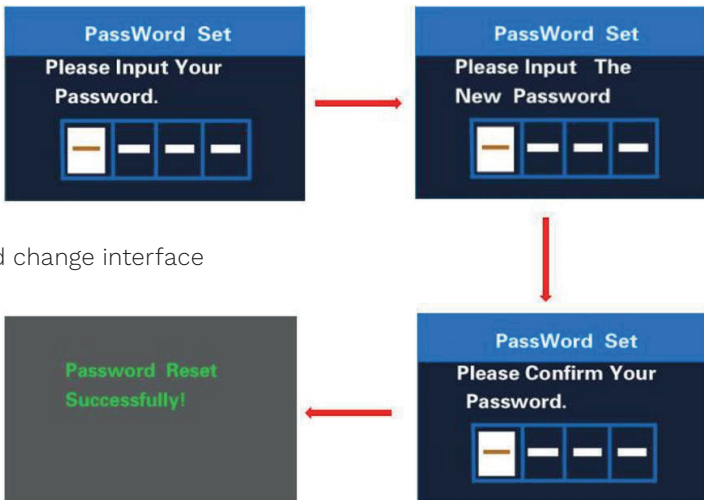 PassWord Set
Please Input Your
Password.
PassWord Set
Please Input The
New Password
d change interface
PassWord Set
Please Confirm Your
Password.
Password Reset
Successfully!